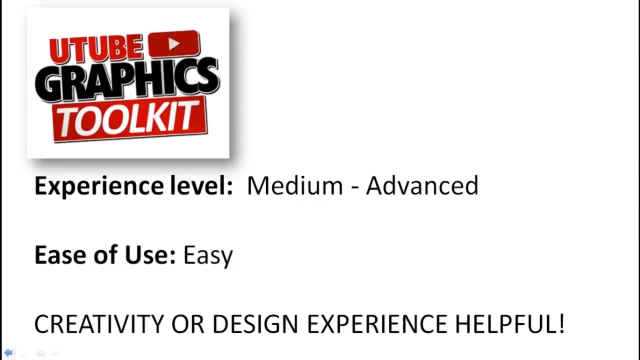 UTUBE
GRAPHICS
TOOLKIT
Experience level: Medium - Advanced
Ease of Use: Easy
CREATIVITY OR DESIGN EXPERIENCE HELPFUL!